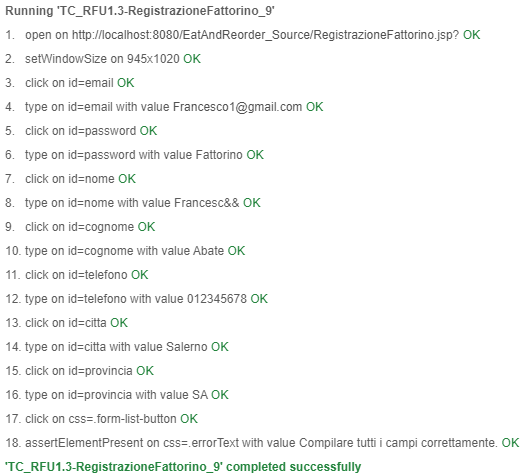 Running 'TC_RFU1.3-RegistrazioneFattorino_9'
1. open on http://localhost:8080/EatAndReorder_Source/RegistrazioneFattorino.jsp? OK
2. setWindowSize on 945x1020 OK
3. click on id=email OK
4. type on id=email with value Francesco1@gmail.com OK
5. click on id=password OK
6. type on id=password with value Fattorino OK
7. click on id=nome OK
8. type on id=nome with value Francesc&& OK
9. click on id=cognome OK
10. type on id=cognome with value Abate OK
11. click on id=telefono OK
12. type on id=telefono with value 012345678 OK
13. click on id=citta OK
14. type on id=citta with value Salerno OK
15. click on id=provincia OK
16. type on id=provincia with value SA OK
17. click on css=.form-list-button OK
18. assertElementPresent on css=.errorText with value Compilare tutti i campi correttamente. OK
'TC_RFU1.3-RegistrazioneFattorino_9' completed successfully